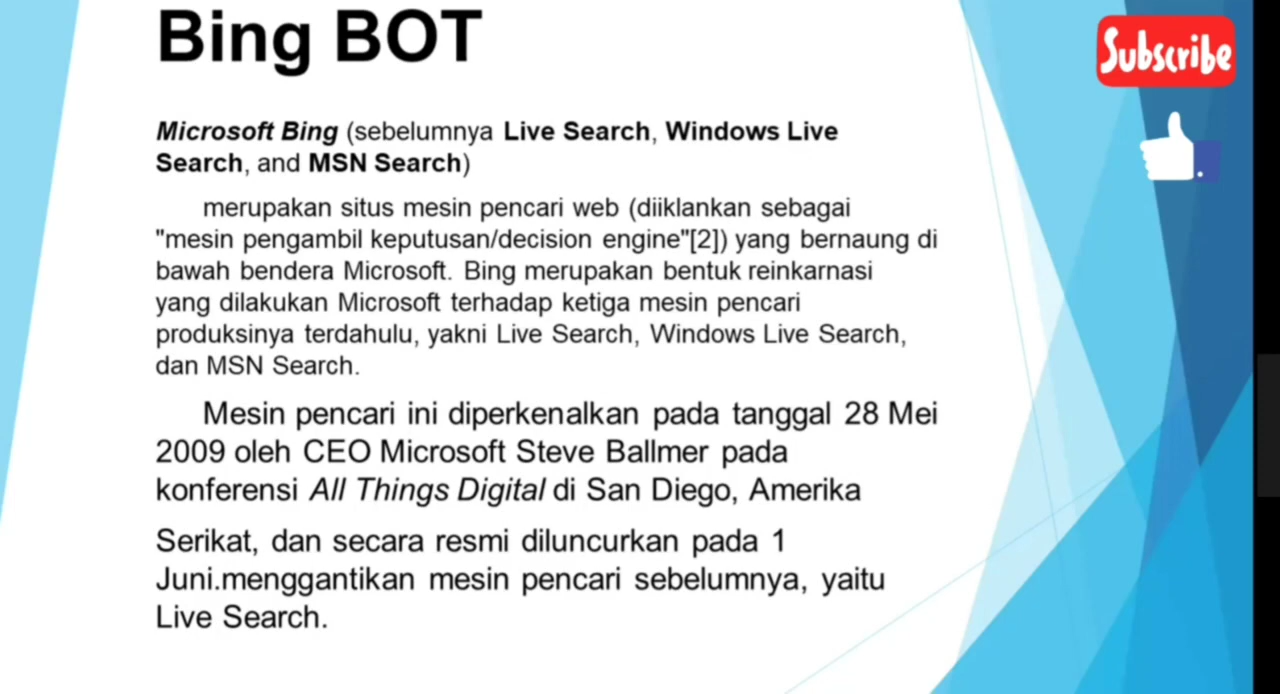 Bing BOT
Subscribe
Microsoft Bing (sebelumnya Live Search, Windows Live
Search, and MSN Search)
merupakan situs mesin pencari web (diiklankan sebagai
"mesin pengambil keputusan/decision engine"[2]) yang bernaung di
bawah bendera Microsoft. Bing merupakan bentuk reinkarnasi
yang dilakukan Microsoft terhadap ketiga mesin pencari
produksinya terdahulu, yakni Live Search, Windows Live Search,
dan MSN Search.
Mesin pencari ini diperkenalkan pada tanggal 28 Mei
2009 oleh CEO Microsoft Steve Ballmer pada
konferensi All Things Digital di San Diego, Amerika
Serikat, dan secara resmi diluncurkan pada 1
Juni.menggantikan mesin pencari sebelumnya, yaitu
Live Search.